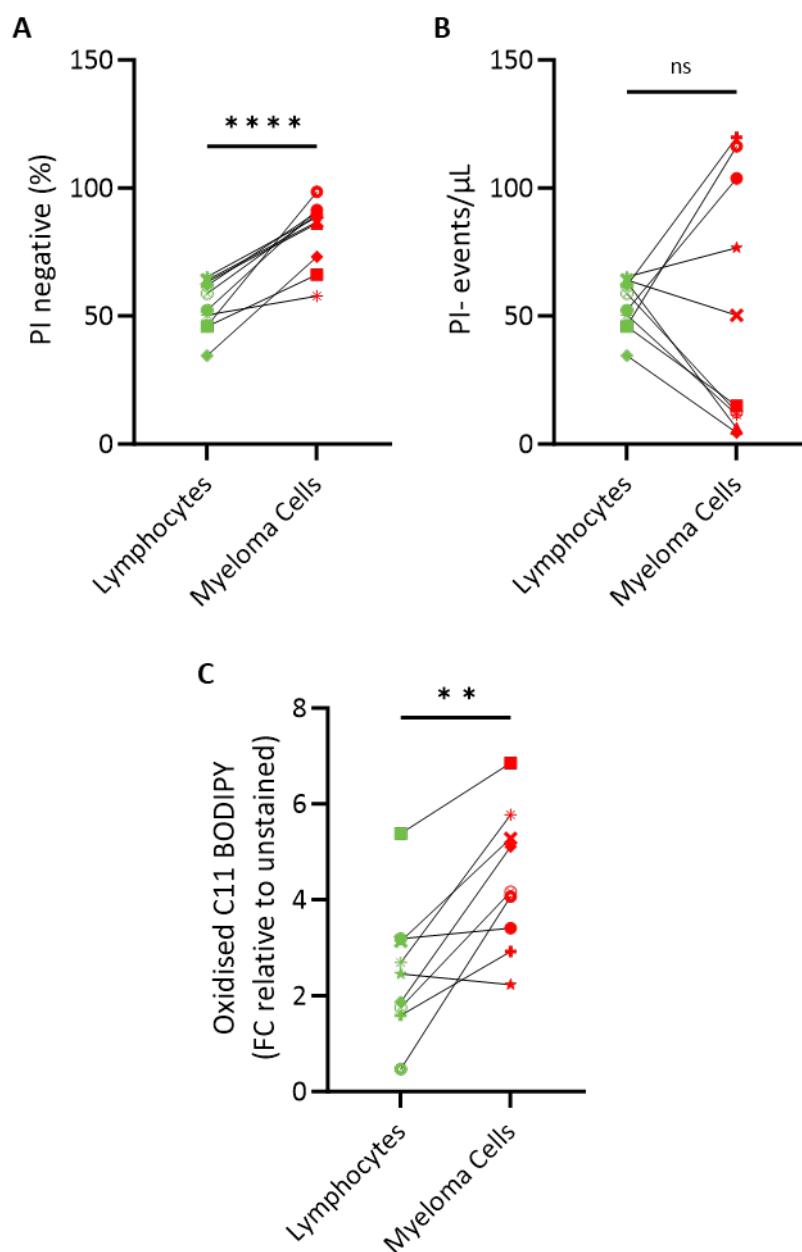 A
PI negative (%)
150
100
50
0
****
Lymphocytes
Myeloma Cells
B
PI- events/µL
150
100
50
0
ns
Lymphocytes
Myeloma Cells
C
Oxidised C11 BODIPY
(FC relative to unstained)
8
6
4
2
0
**
Lymphocytes
Myeloma Cells